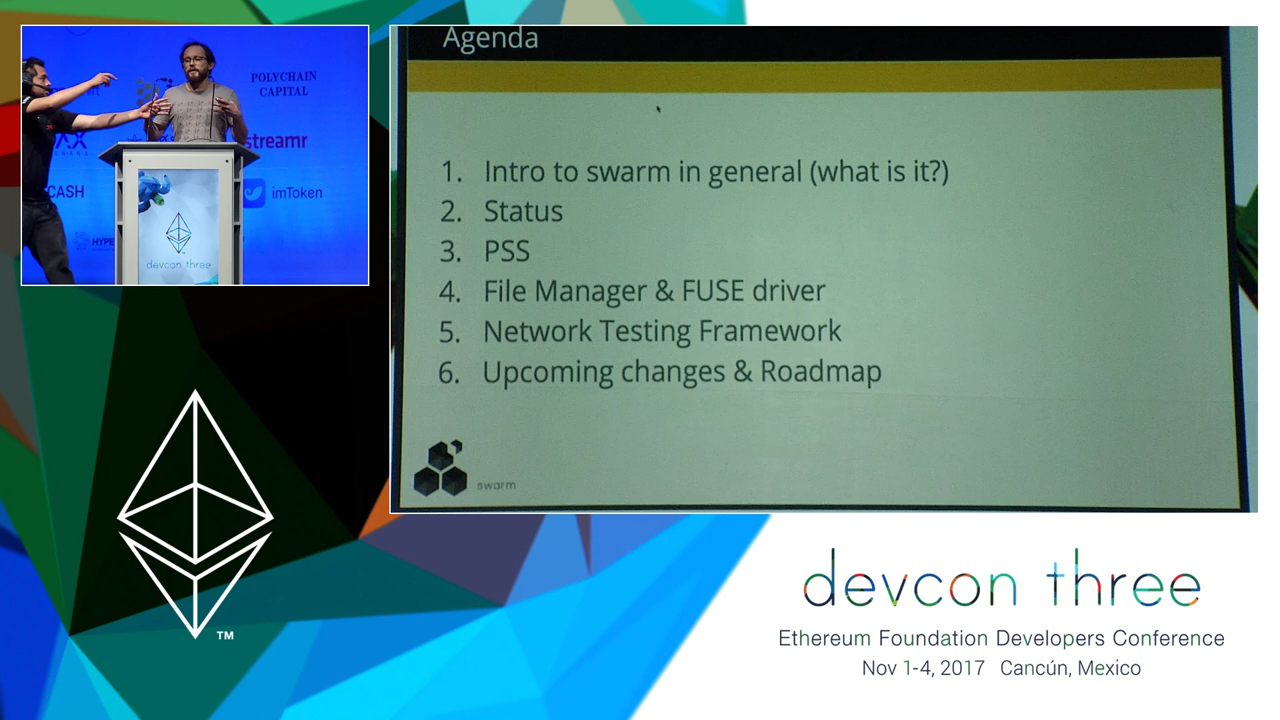 POLYCHAIN
CAPITAL
streamr
CASH
imToken
HYPER
devcon three
Agenda
1. Intro to swarm in general (what is it?)
2. Status
3. PSS
4. File Manager & FUSE driver
5. Network Testing Framework
6. Upcoming changes & Roadmap
swarm
TM
devcon three
Ethereum Foundation Developers Conference
Nov 1-4, 2017 Cancún, Mexico